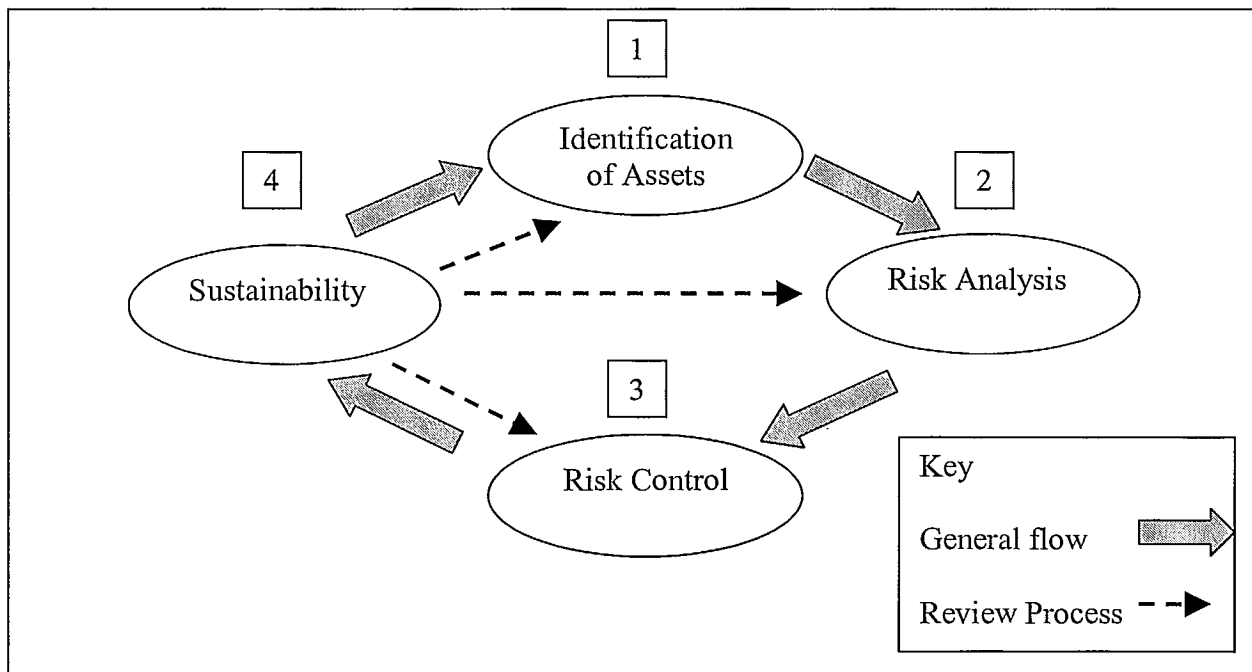 1
Identification
of Assets
4
2
Sustainability
Risk Analysis
3
Risk Control
Key
General flow
Review Process